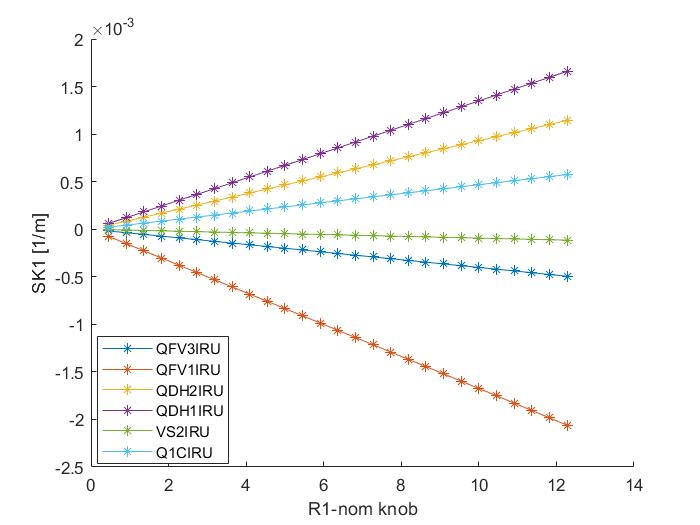 ×10-3
2
1.5
1
0.5
0
-0.5
-1
-1.5
-2
-2.5
SK1 [1/m]
QFV3IRU
QFV1IRU
QDH2IRU
QDH1IRU
VS2IRU
Q1CIRU
0 2 4 6 8 10 12 14
R1-nom knob